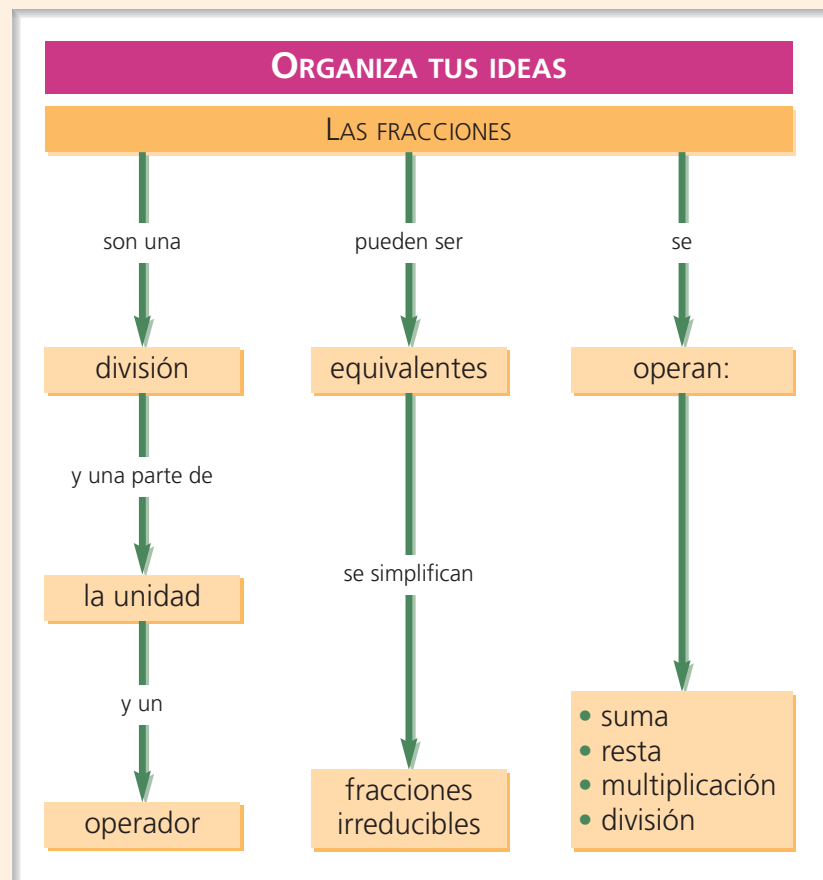 ORGANIZA TUS IDEAS
LAS FRACCIONES
son una
división
y una parte de
la unidad
y un
operador
pueden ser
equivalentes
se simplifican
fracciones
irreducibles
se
operan:
• suma
• resta
• multiplicación
• división